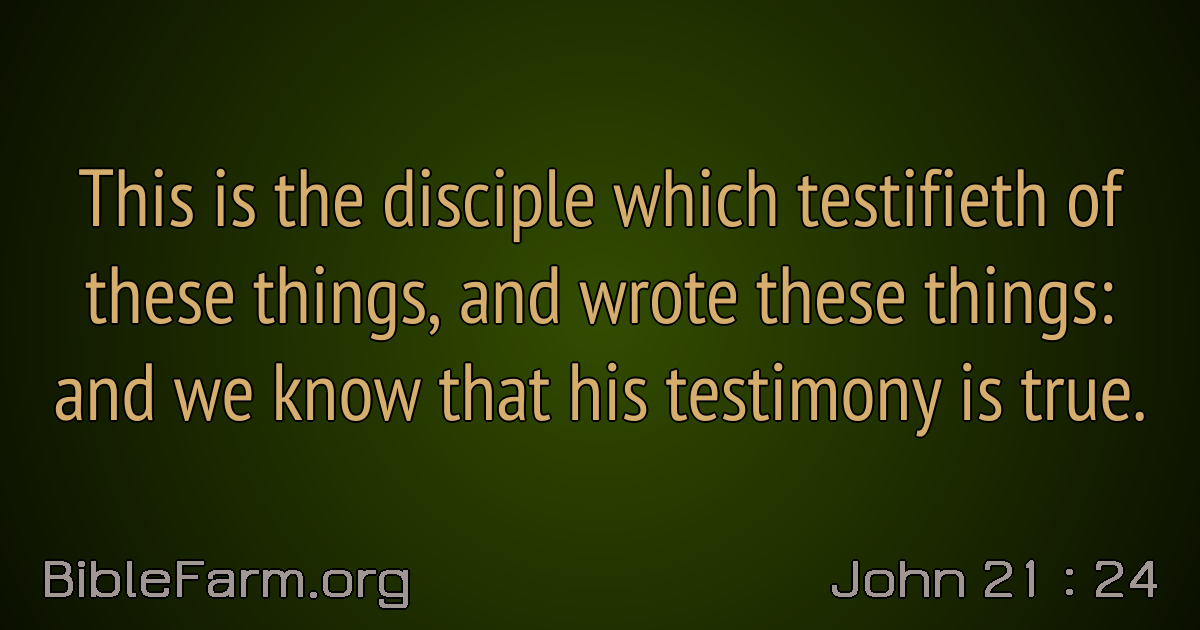 This is the disciple which testifieth of
these things, and wrote these things:
and we know that his testimony is true.
BibleFarm.org
John 21 : 24